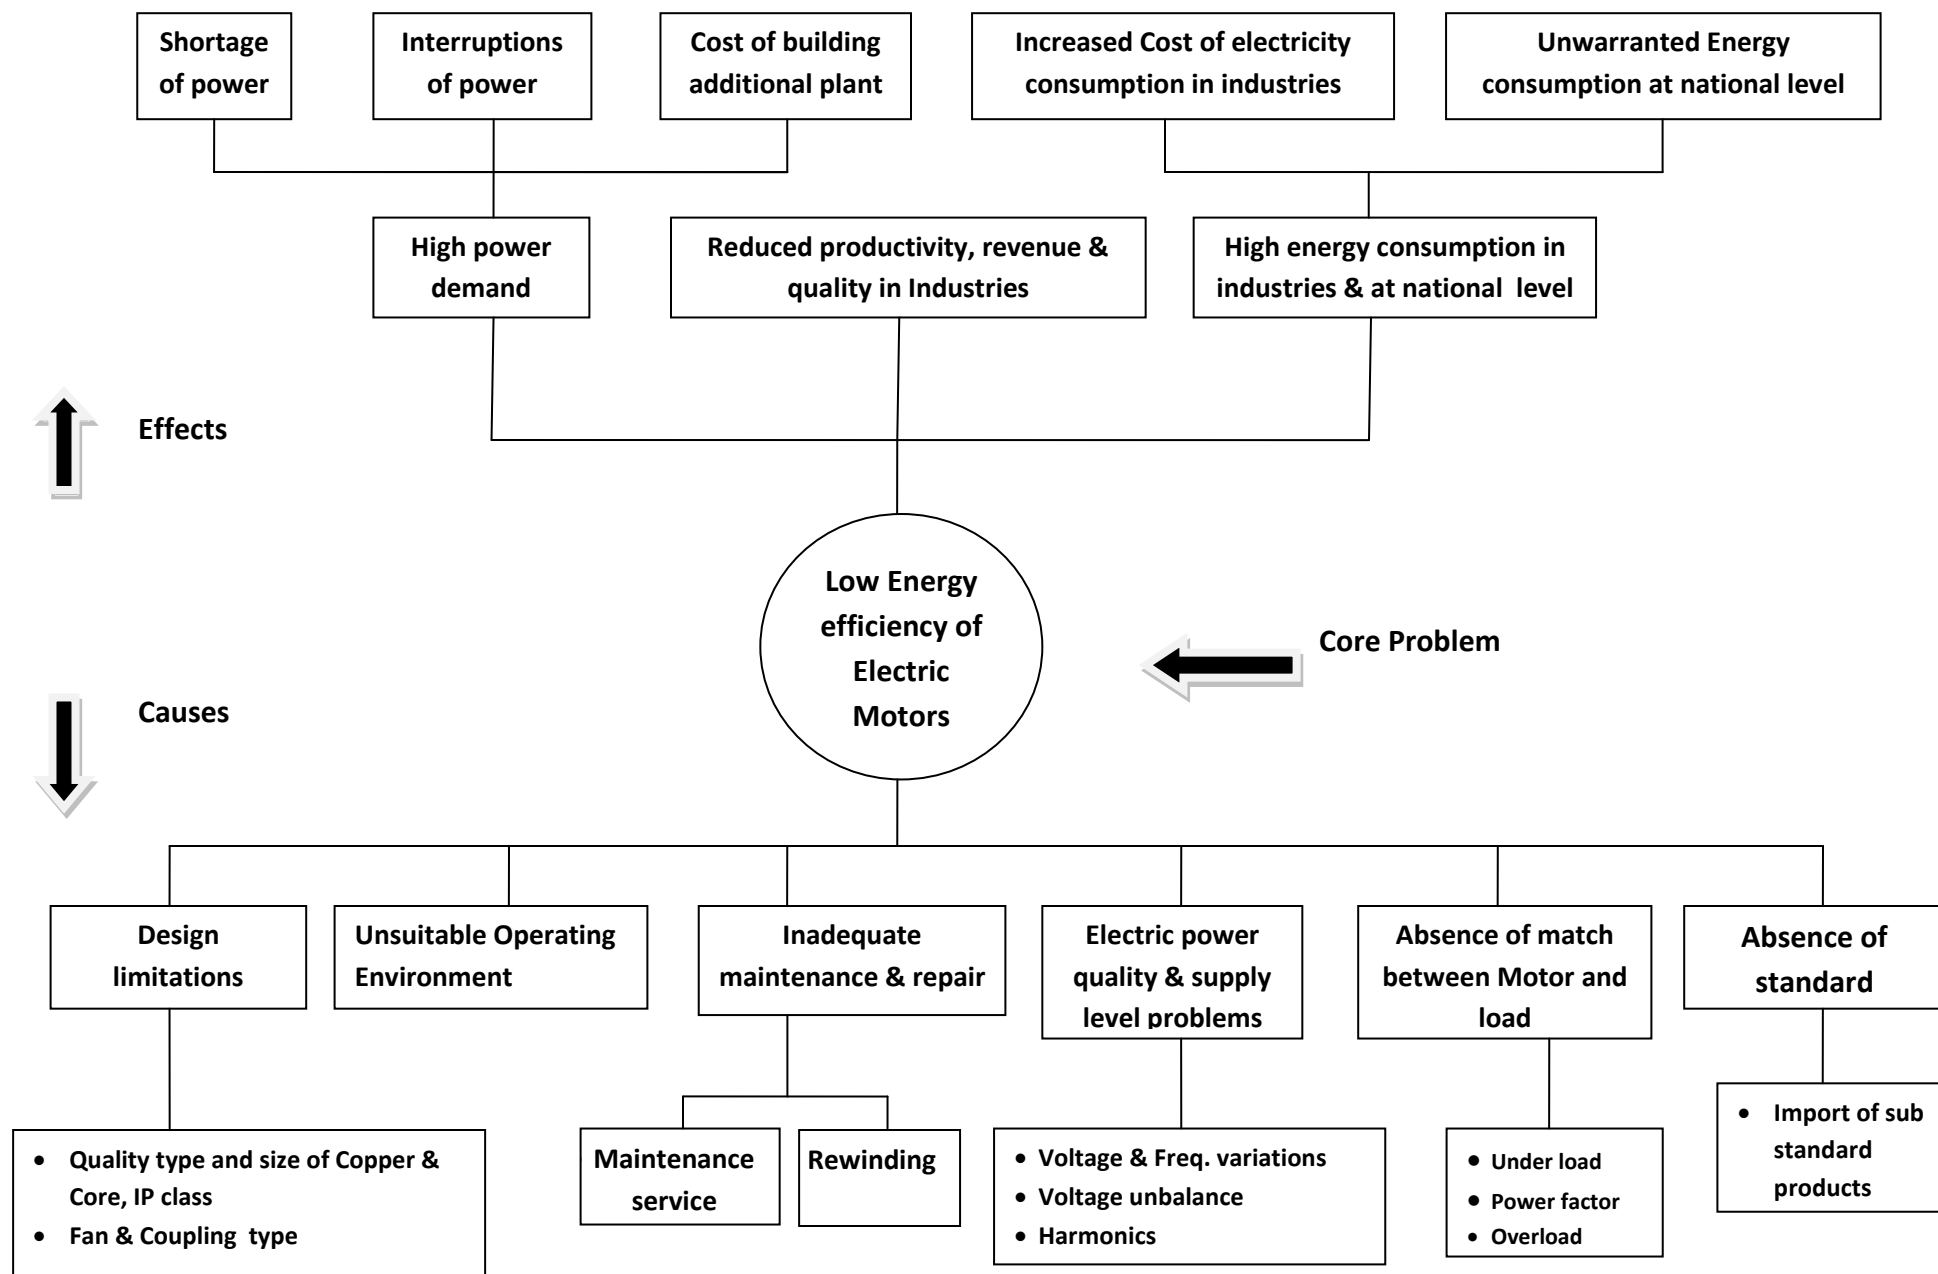 Shortage
of power
Interruptions
of power
Cost of building
additional plant
Increased Cost of electricity
consumption in industries
Unwarranted Energy
consumption at national level
High power
demand
Reduced productivity, revenue &
quality in Industries
High energy consumption in
industries & at national level
Effects
Low Energy
efficiency of
Electric
Motors
Core Problem
Causes
Design
limitations
Unsuitable Operating
Environment
Inadequate
maintenance & repair
Electric power
quality & supply
level problems
Absence of match
between Motor and
load
Absence of
standard
• Quality type and size of Copper &
Core, IP class
• Fan & Coupling type
Maintenance
service
Rewinding
• Voltage & Freq. variations
• Voltage unbalance
• Harmonics
• Under load
• Power factor
• Overload
• Import of sub
standard
products